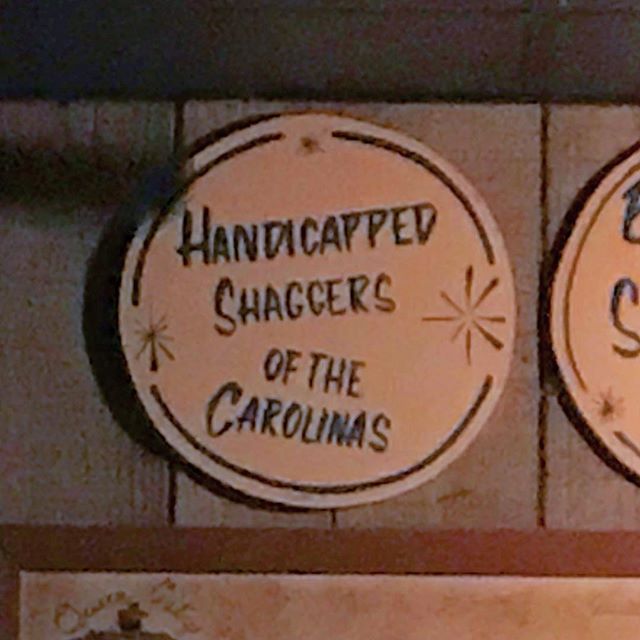 HANDICAPPED
SHAGGERS
OF THE
CAROLINAS